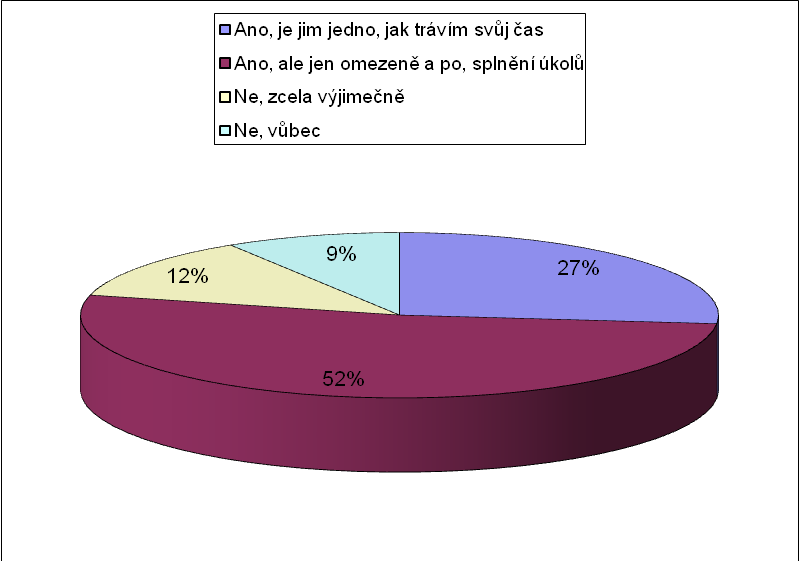 Ano, je jim jedno, jak trávím svůj čas
Ano, ale jen omezeně a po, splnění úkolů
Ne, zcela výjimečně
Ne, vůbec
9%
27%
12%
52%